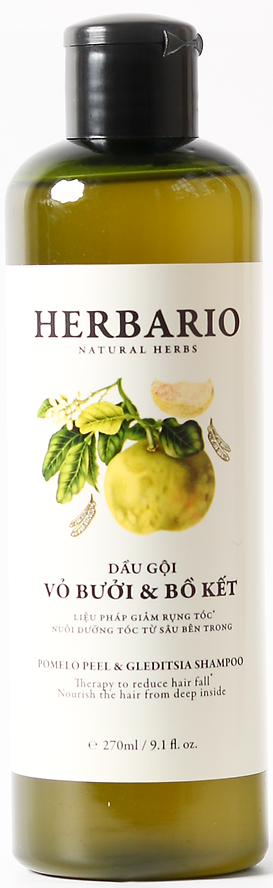 HERBARIO
NATURAL HERBS
DẦU GỘI
VỎ BƯỞI & BỒ KẾT
LIỆU PHÁP GIẢM RỤNG TÓC*
NUÔI DƯỠNG TÓC TỪ SÂU BÊN TRONG
POMELO PEEL & GLEDITSIA SHAMPOO
Therapy to reduce hair fall*
Nourish the hair from deep inside
℮ 270ml / 9.1 fl. oz.